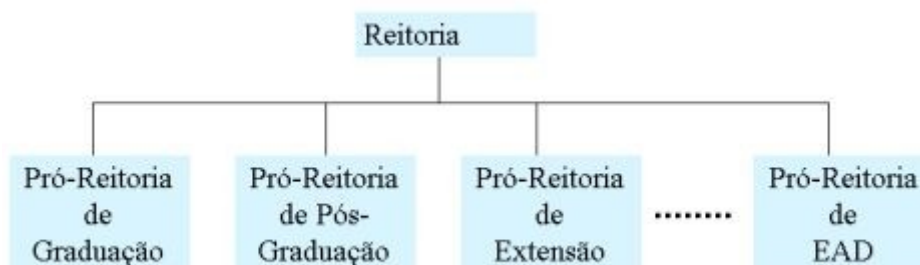 Reitoria
Pró-Reitoria
de
Graduação
Pró-Reitoria
de Pós-
Graduação
Pró-Reitoria
de
Extensão
.........
Pró-Reitoria
de
EAD